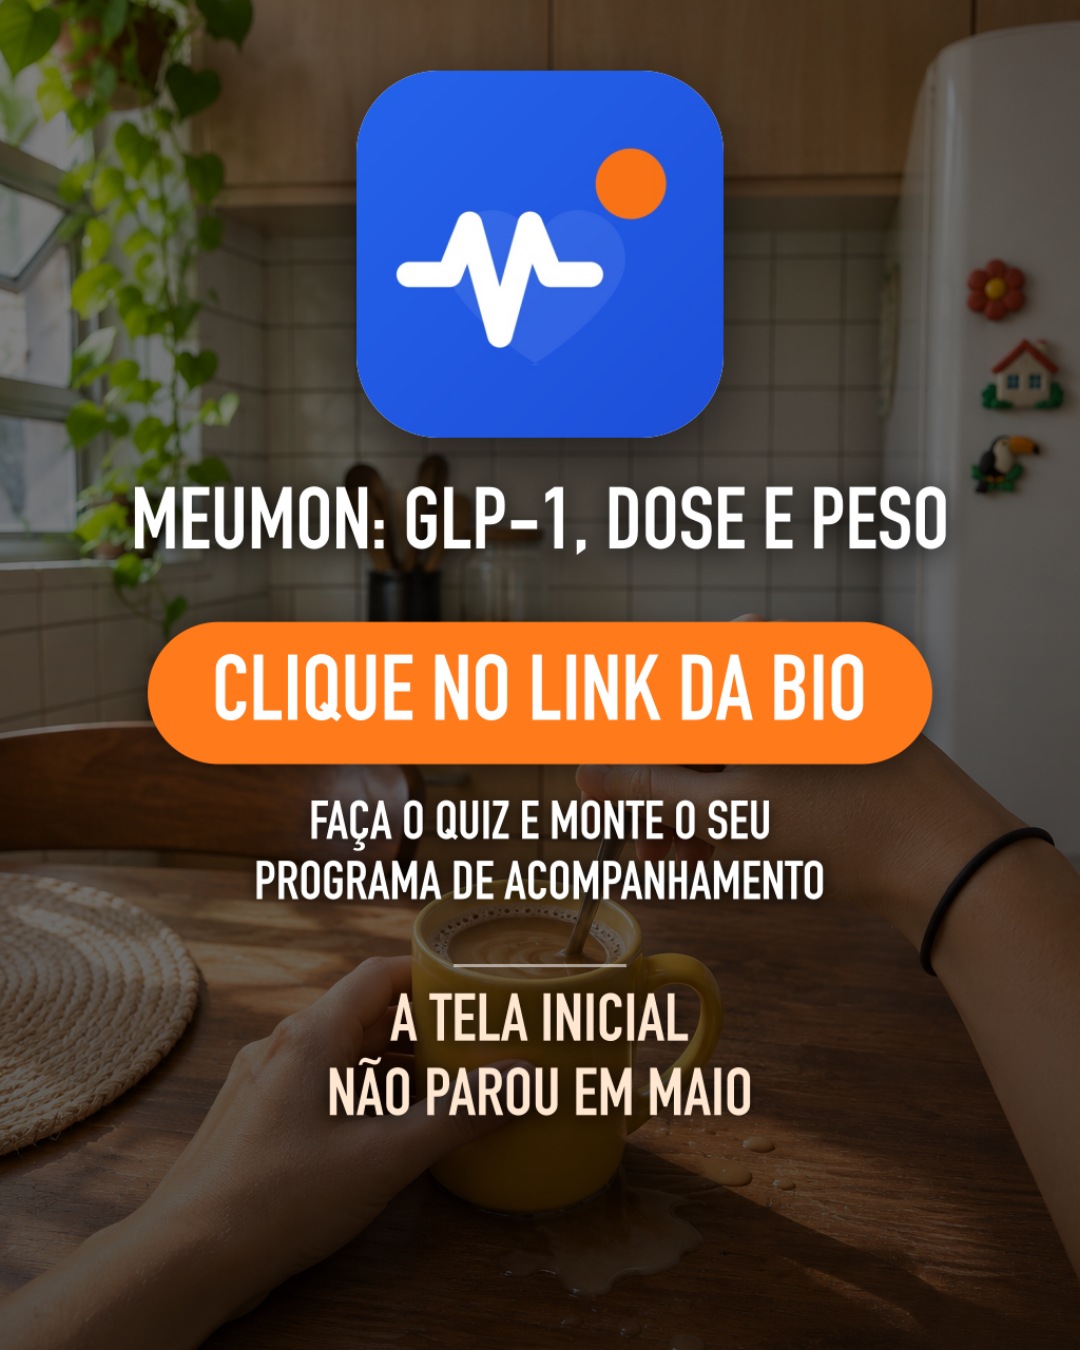 MEUMON: GLP-1, DOSE E PESO
CLIQUE NO LINK DA BIO
FAÇA O QUIZ E MONTE O SEU
PROGRAMA DE ACOMPANHAMENTO
A TELA INICIAL
NÃO PAROU EM MAIO